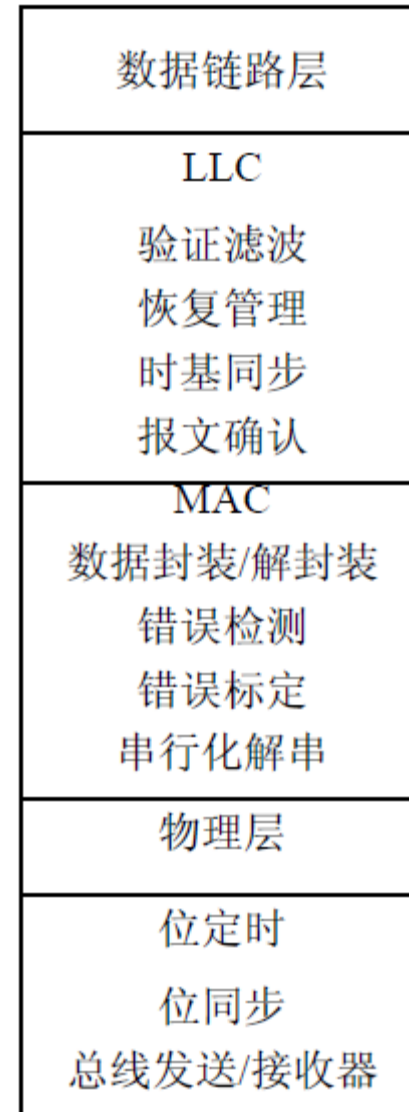 数据链路层
LLC
验证滤波
恢复管理
时基同步
报文确认
MAC
数据封装/解封装
错误检测
错误标定
串行化解串
物理层
位定时
位同步
总线发送/接收器